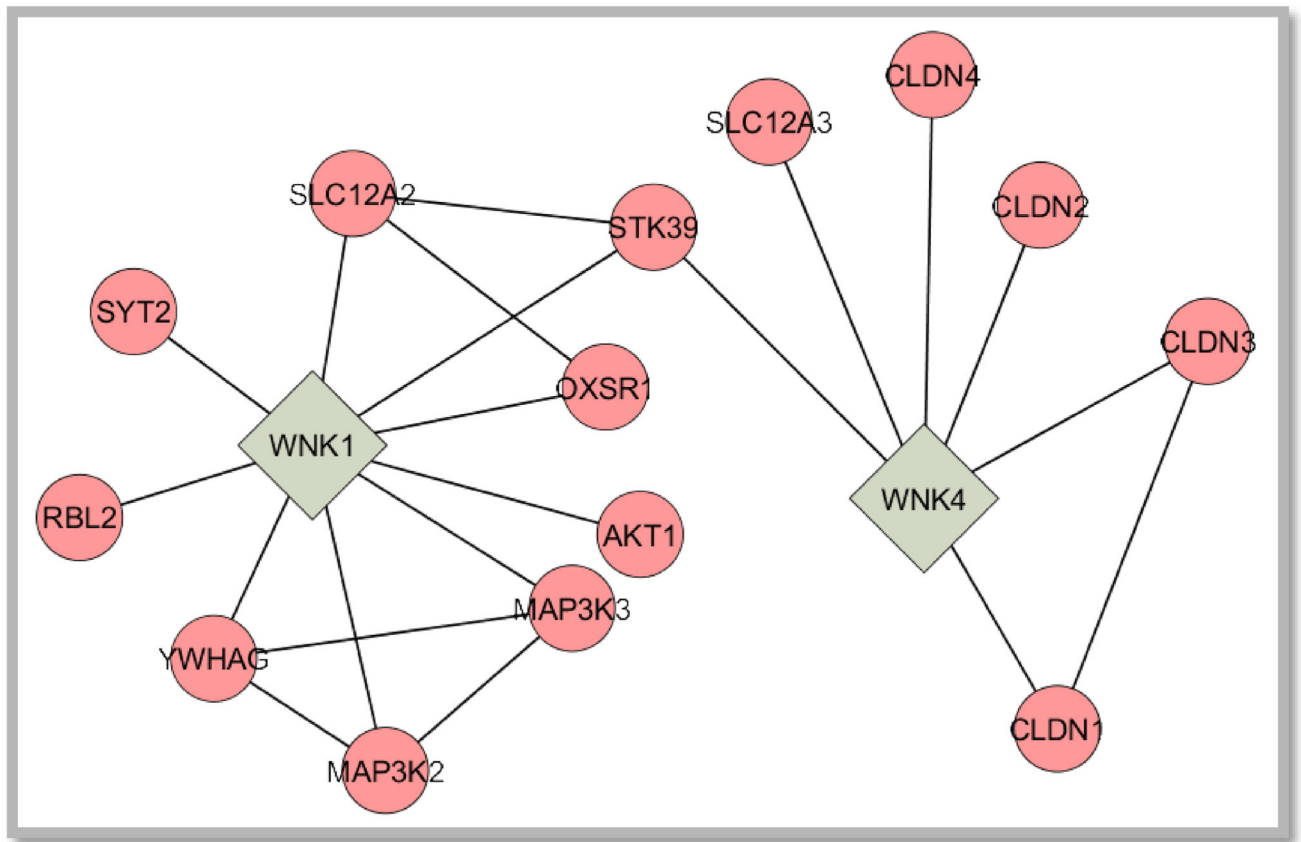 CLDN4
SLC12A3
SLC12A2
CLDN2
STK39
SYT2
CLDN3
OXSR1
WNK1
WNK4
RBL2
AKT1
MAP3K3
YWHAG
CLDN1
MAP3K2